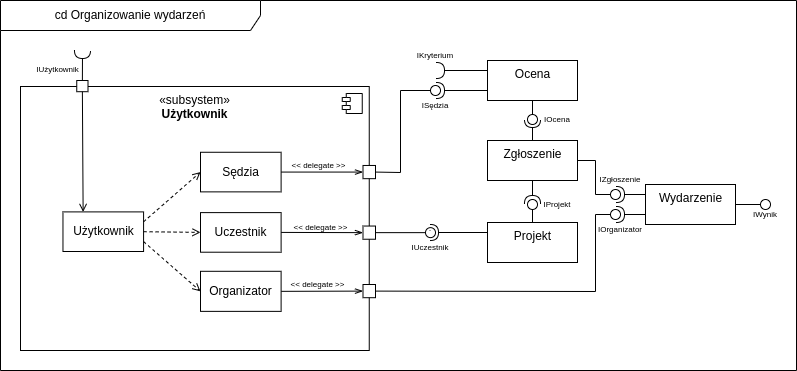 cd Organizowanie wydarzeń
IUżytkownik
«subsystem»
Użytkownik
Użytkownik
Sędzia
Uczestnik
Organizator
<< delegate >>
<< delegate >>
<< delegate >>
IKryterium
ISędzia
Ocena
IOcena
Zgłoszenie
IProjekt
IUczestnik
Projekt
IZgłoszenie
IOrganizator
Wydarzenie
IWynik